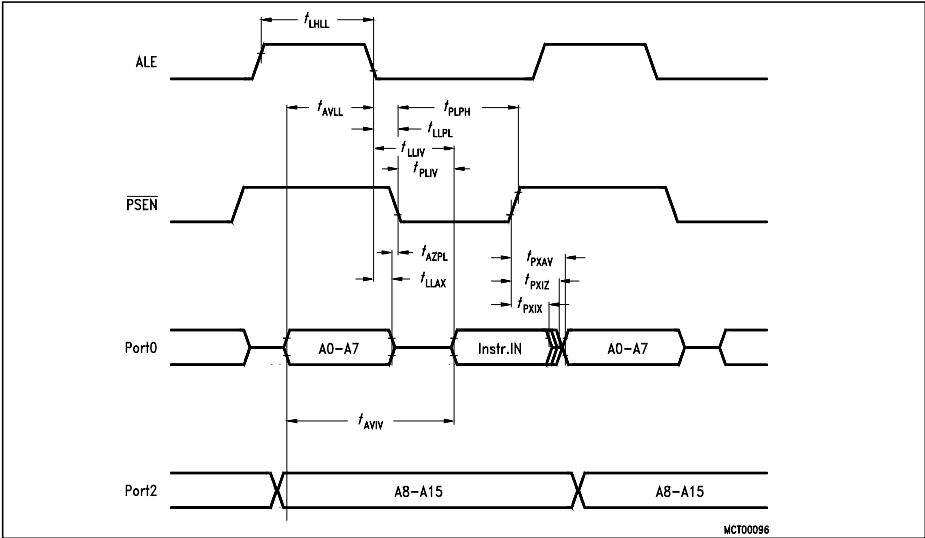 tLHLL
ALE
tAVLL
tPLPH
tLLPL
tLLIV
tPLIV
PSEN
tAZPL
tPXAV
tLLAX
tPXIZ
tPXIX
Port0
A0-A7
Instr.IN
A0-A7
tAVIV
Port2
A8-A15
A8-A15
MCT00096